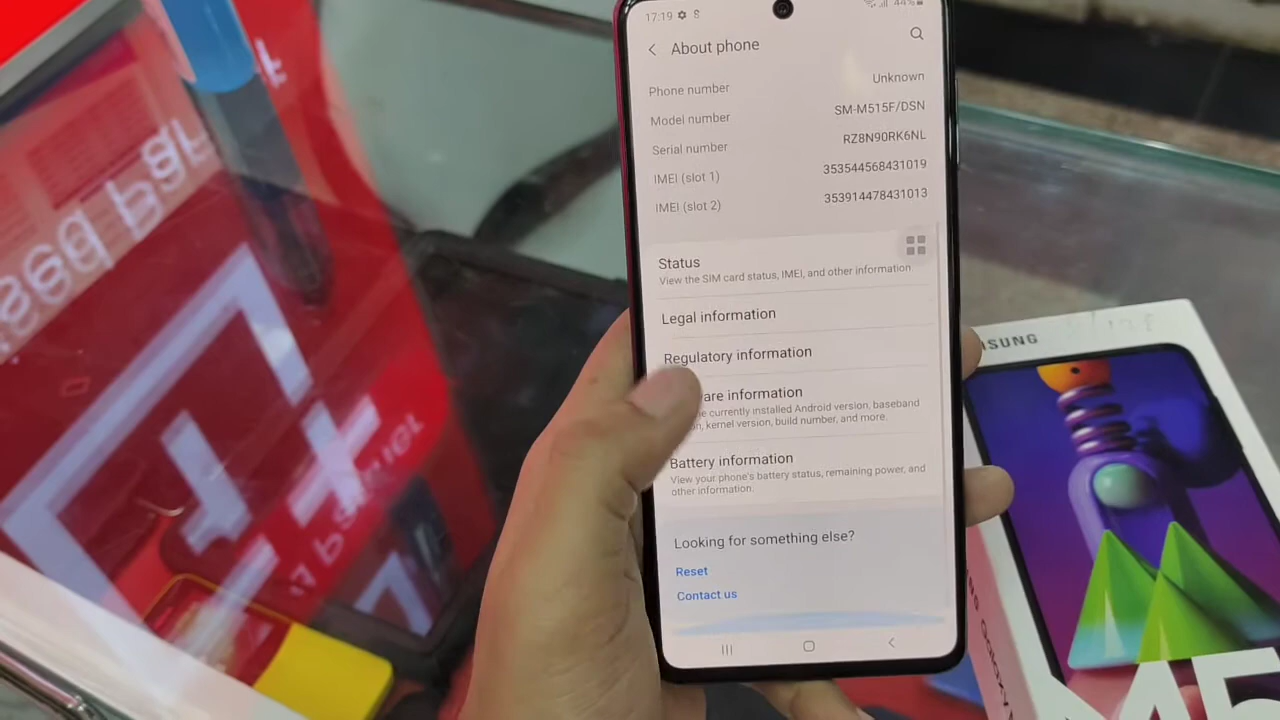 17:19
44%
About phone
Phone number Unknown
Model number SM-M515F/DSN
Serial number RZ8N90RK6NL
IMEI (slot 1) 353544568431019
IMEI (slot 2) 353914478431013
Status
View the SIM card status, IMEI, and other information.
Legal information
Regulatory information
are information
currently installed Android version, baseband
kernel version, build number, and more.
Battery information
View your phone's battery status, remaining power, and
other information.
Looking for something else?
Reset
Contact us
SUNG
M5